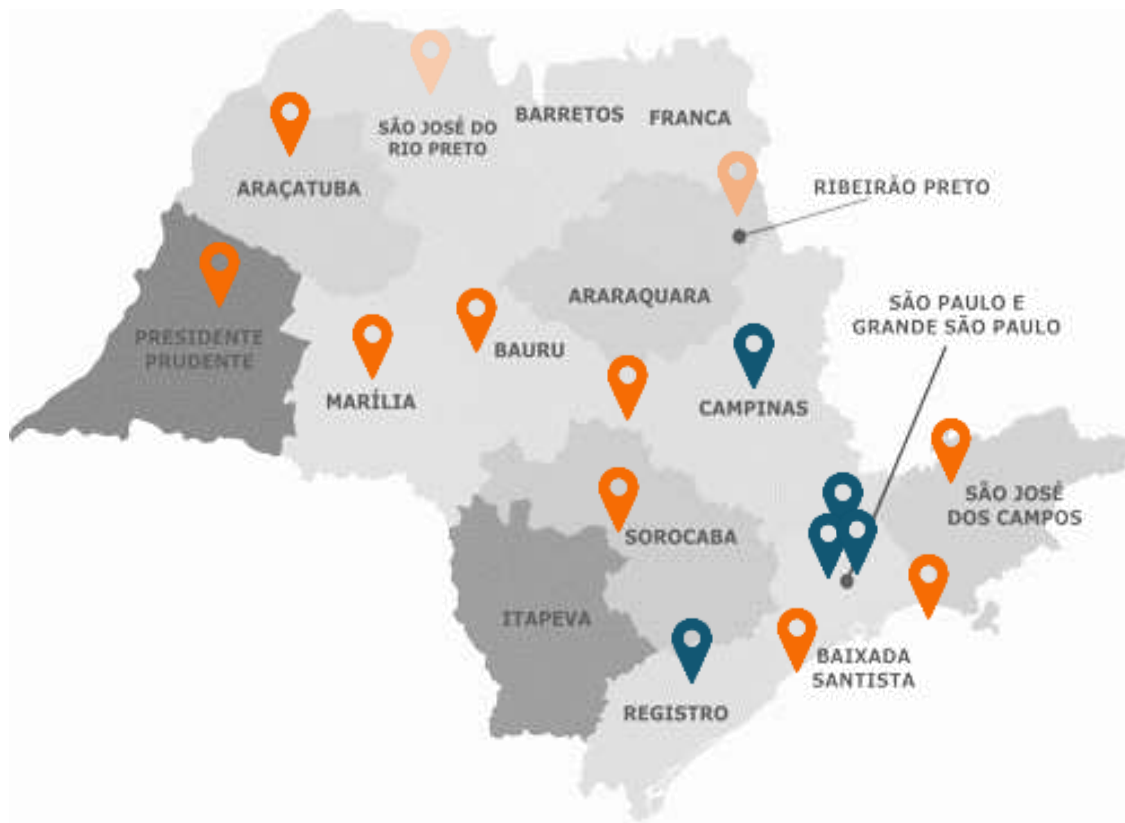 BARRETOS
FRANCA
SÃO JOSÉ DO
RIO PRETO
ARAÇATUBA
RIBEIRÃO PRETO
ARARAQUARA
SÃO PAULO E
GRANDE SÃO PAULO
PRESIDENTE
PRUDENTE
BAURU
MARÍLIA
CAMPINAS
SÃO JOSÉ
DOS CAMPOS
SOROCABA
ITAPEVA
BAIXADA
SANTISTA
REGISTRO